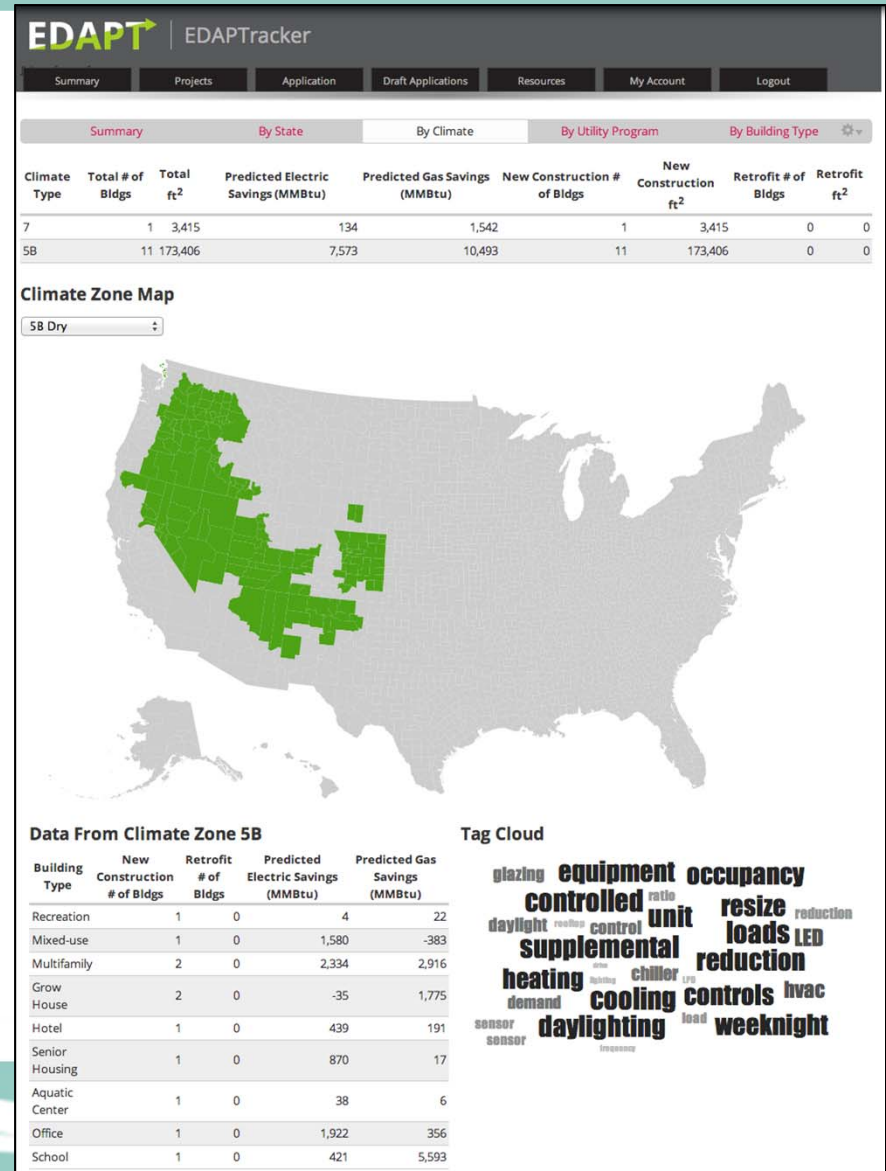 EDAPT | EDAPTracker
Summary Projects Application Draft Applications Resources My Account Logout
Summary By State By Climate By Utility Program By Building Type
Climate Type Total # of Bldgs Total ft2 Predicted Electric Savings (MMBtu) Predicted Gas Savings (MMBtu) New Construction # of Bldgs New Construction ft2 Retrofit # of Bldgs Retrofit ft2
7 1 3,415 134 1,542 1 3,415 0 0
5B 11 173,406 7,573 10,493 11 173,406 0 0
Climate Zone Map
5B Dry
Data From Climate Zone 5B
Building Type New Construction # of Bldgs Retrofit # of Bldgs Predicted Electric Savings (MMBtu) Predicted Gas Savings (MMBtu)
Recreation 1 0 4 22
Mixed-use 1 0 1,580 -383
Multifamily 2 0 2,334 2,916
Grow House 2 0 -35 1,775
Hotel 1 0 439 191
Senior Housing 1 0 870 17
Aquatic Center 1 0 38 6
Office 1 0 1,922 356
School 1 0 421 5,593
Tag Cloud
glazing equipment occupancy
controlled ratio
daylight rooftop control unit resize reduction
supplemental loads LED
drive reduction
heating lighting chiller LPD
demand cooling controls hvac
sensor daylighting load weeknight
sensor
frequency